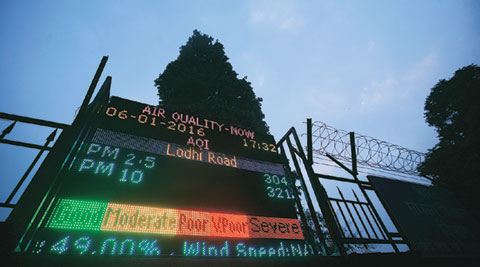 AIR QUALITY-NOW
06-01-2016 17:32
AQI
Lodhi Road
PM 2.5 304
PM 10 321
Good Moderate Poor V.Poor Severe
49.00% Wind Speed:NA